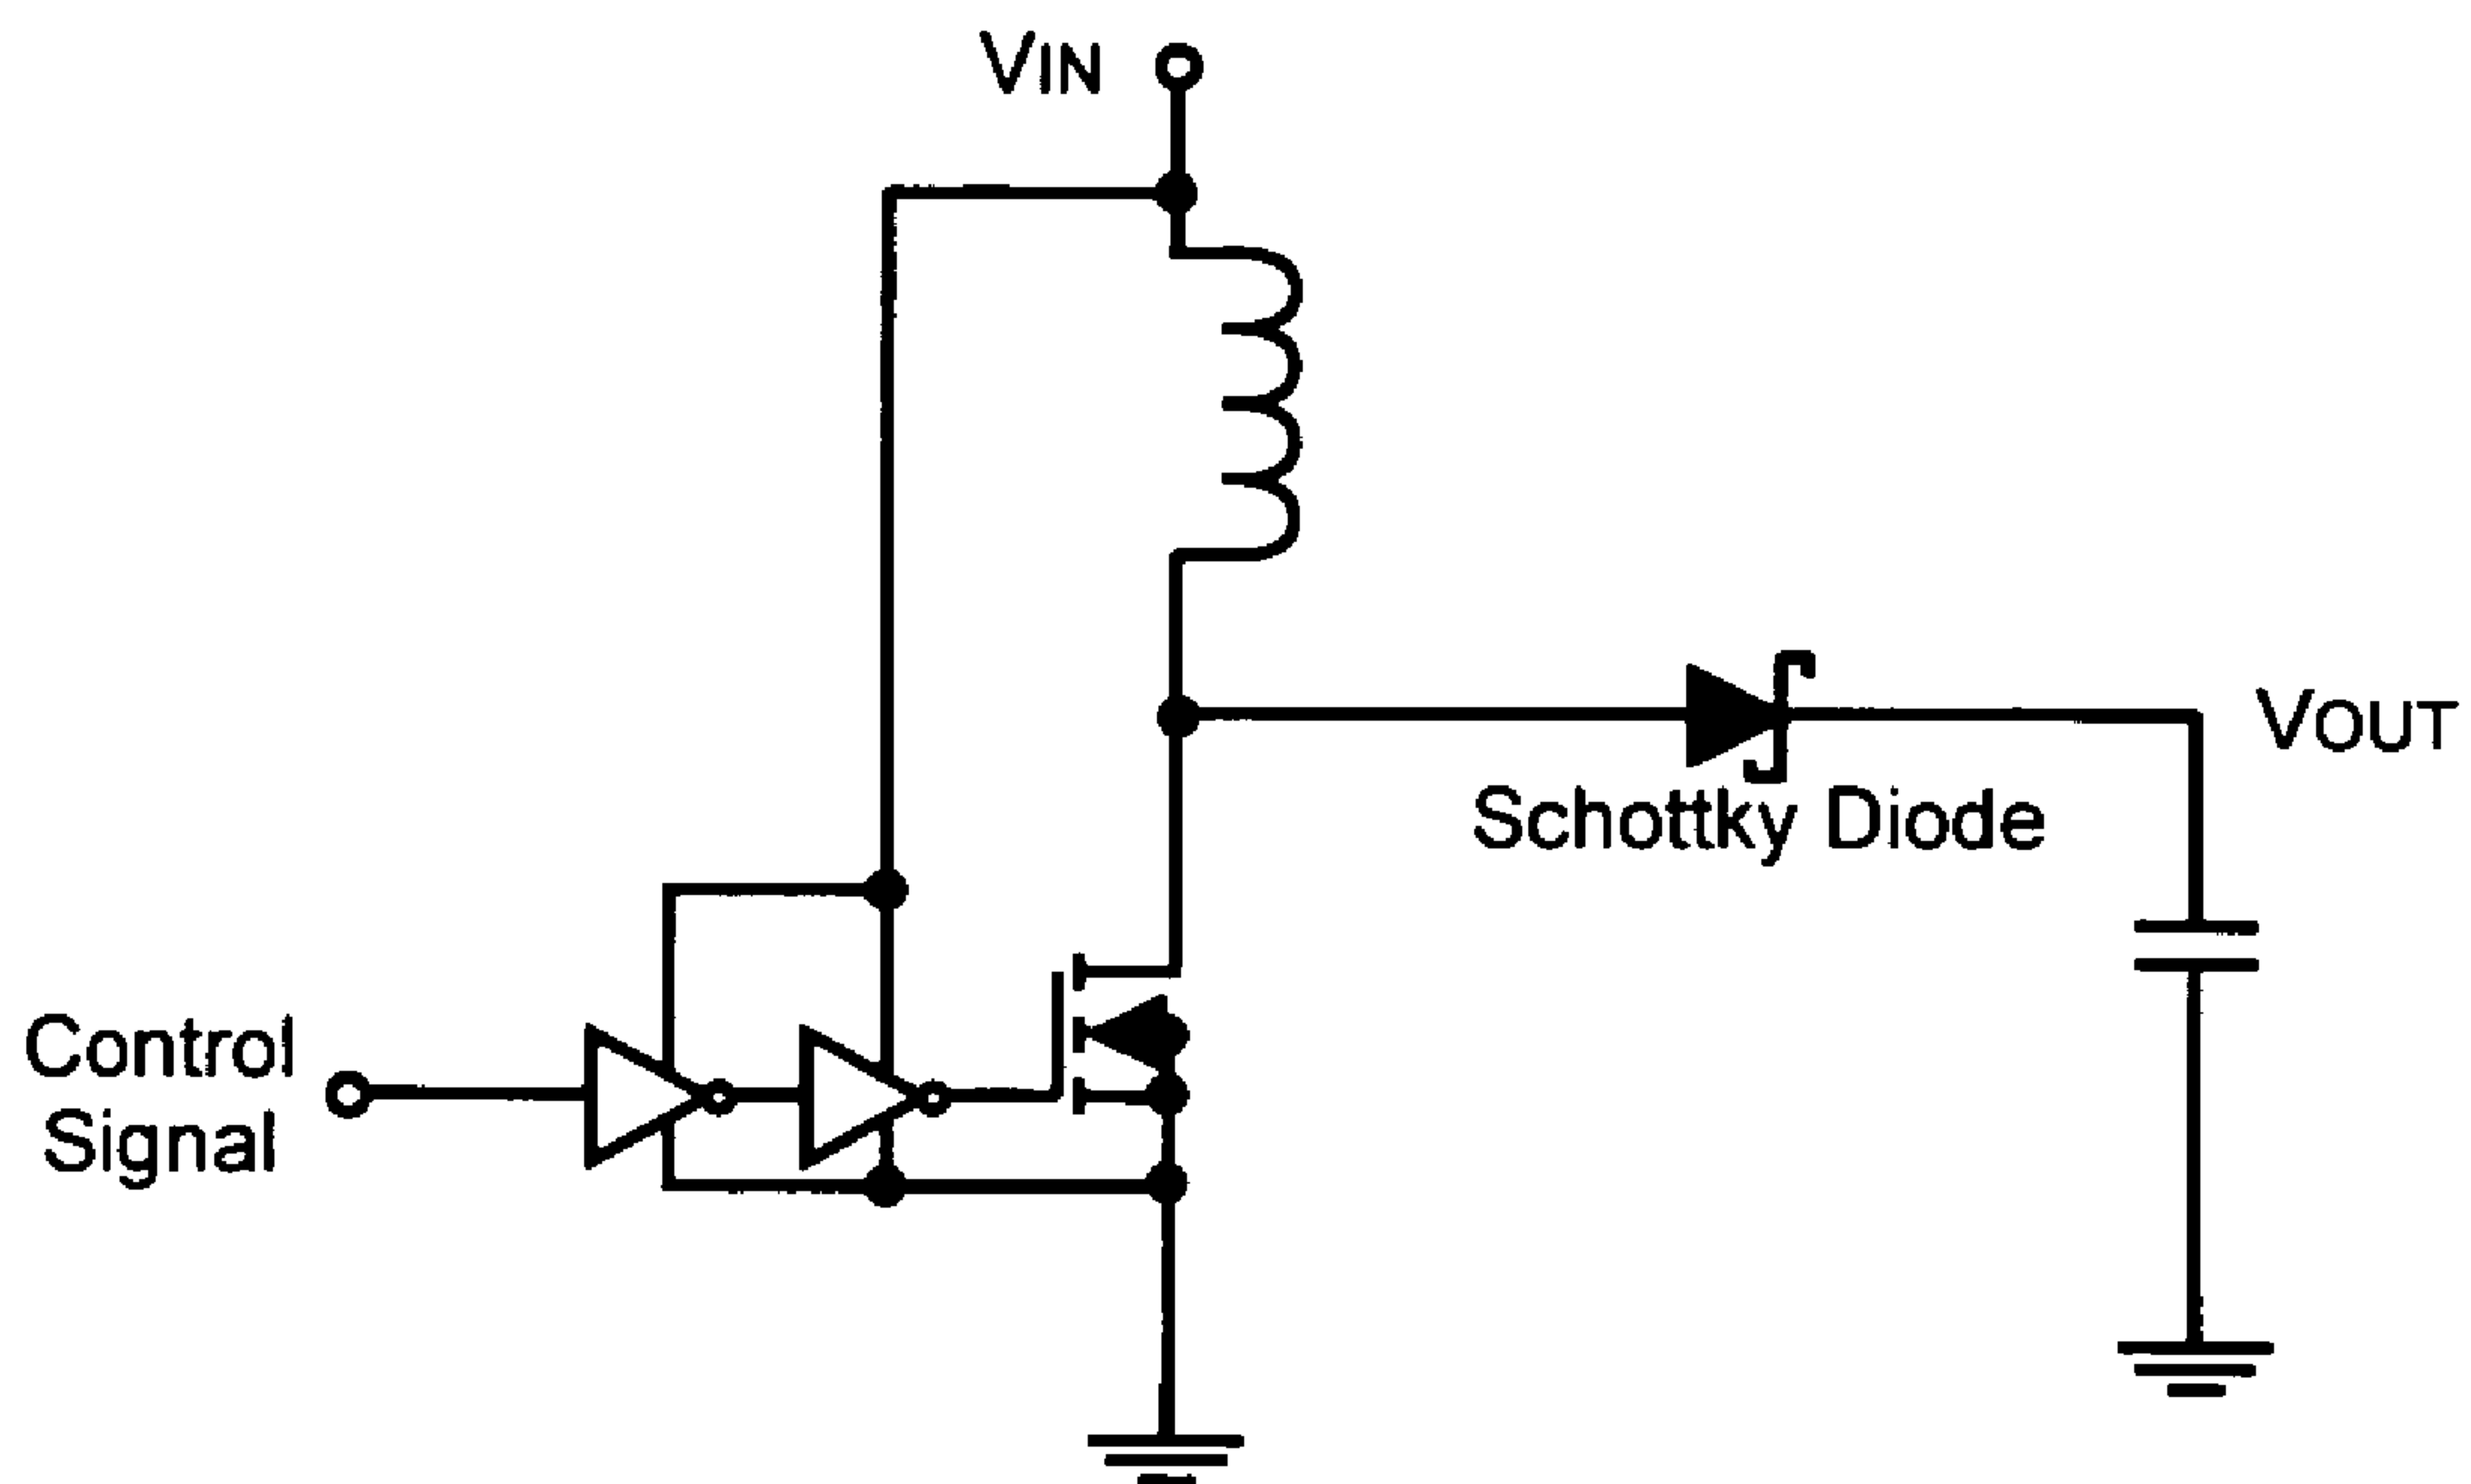 VIN
VOUT
Schottky Diode
Control
Signal